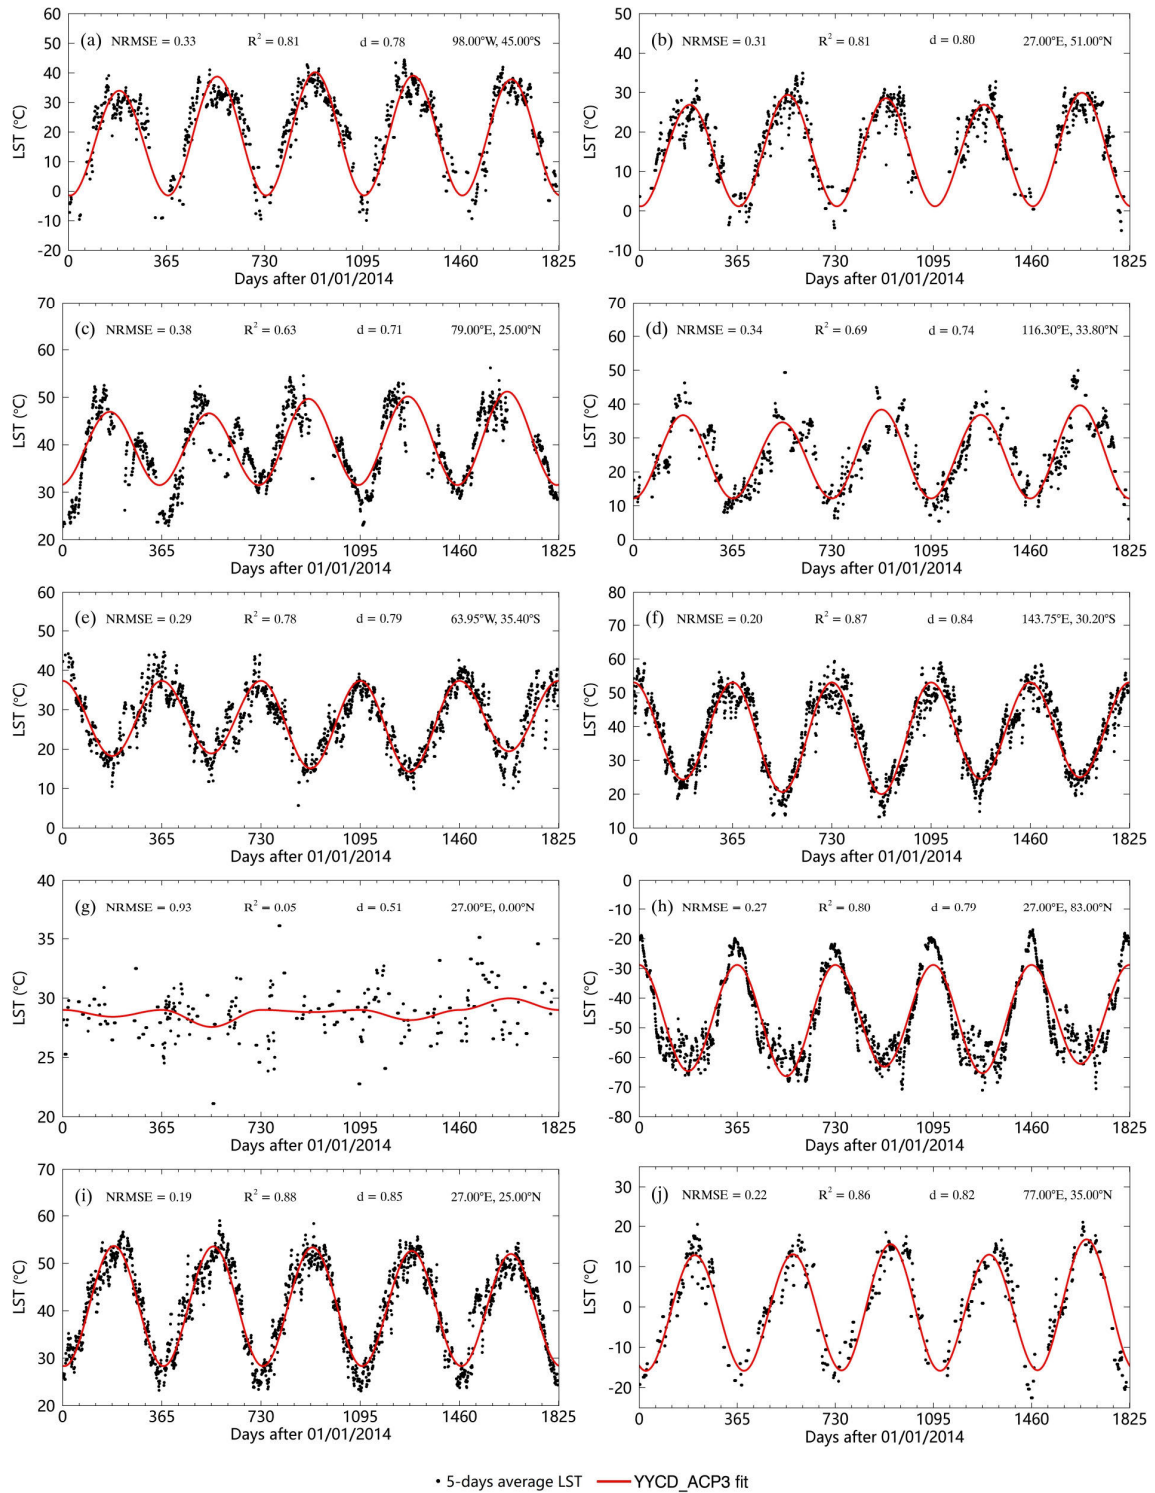 (a) NRMSE = 0.33 R² = 0.81 d = 0.78 98.00°W, 45.00°S
60
50
40
30
20
10
0
-10
-20
LST (°C)
0 365 730 1095 1460 1825
Days after 01/01/2014
(b) NRMSE = 0.31 R² = 0.81 d = 0.80 27.00°E, 51.00°N
50
40
30
20
10
0
-10
LST (°C)
0 365 730 1095 1460 1825
Days after 01/01/2014
(c) NRMSE = 0.38 R² = 0.63 d = 0.71 79.00°E, 25.00°N
70
60
50
40
30
20
LST (°C)
0 365 730 1095 1460 1825
Days after 01/01/2014
(d) NRMSE = 0.34 R² = 0.69 d = 0.74 116.30°E, 33.80°N
70
60
50
40
30
20
10
0
LST (°C)
0 365 730 1095 1460 1825
Days after 01/01/2014
(e) NRMSE = 0.29 R² = 0.78 d = 0.79 63.95°W, 35.40°S
60
50
40
30
20
10
0
LST (°C)
0 365 730 1095 1460 1825
Days after 01/01/2014
(f) NRMSE = 0.20 R² = 0.87 d = 0.84 143.75°E, 30.20°S
80
70
60
50
40
30
20
10
LST (°C)
0 365 730 1095 1460 1825
Days after 01/01/2014
(g) NRMSE = 0.93 R² = 0.05 d = 0.51 27.00°E, 0.00°N
40
35
30
25
20
LST (°C)
0 365 730 1095 1460 1825
Days after 01/01/2014
(h) NRMSE = 0.27 R² = 0.80 d = 0.79 27.00°E, 83.00°N
0
-10
-20
-30
-40
-50
-60
-70
-80
LST (°C)
0 365 730 1095 1460 1825
Days after 01/01/2014
(i) NRMSE = 0.19 R² = 0.88 d = 0.85 27.00°E, 25.00°N
70
60
50
40
30
20
LST (°C)
0 365 730 1095 1460 1825
Days after 01/01/2014
(j) NRMSE = 0.22 R² = 0.86 d = 0.82 77.00°E, 35.00°N
30
20
10
0
-10
-20
LST (°C)
0 365 730 1095 1460 1825
Days after 01/01/2014
5-days average LST YYCD_ACP3 fit